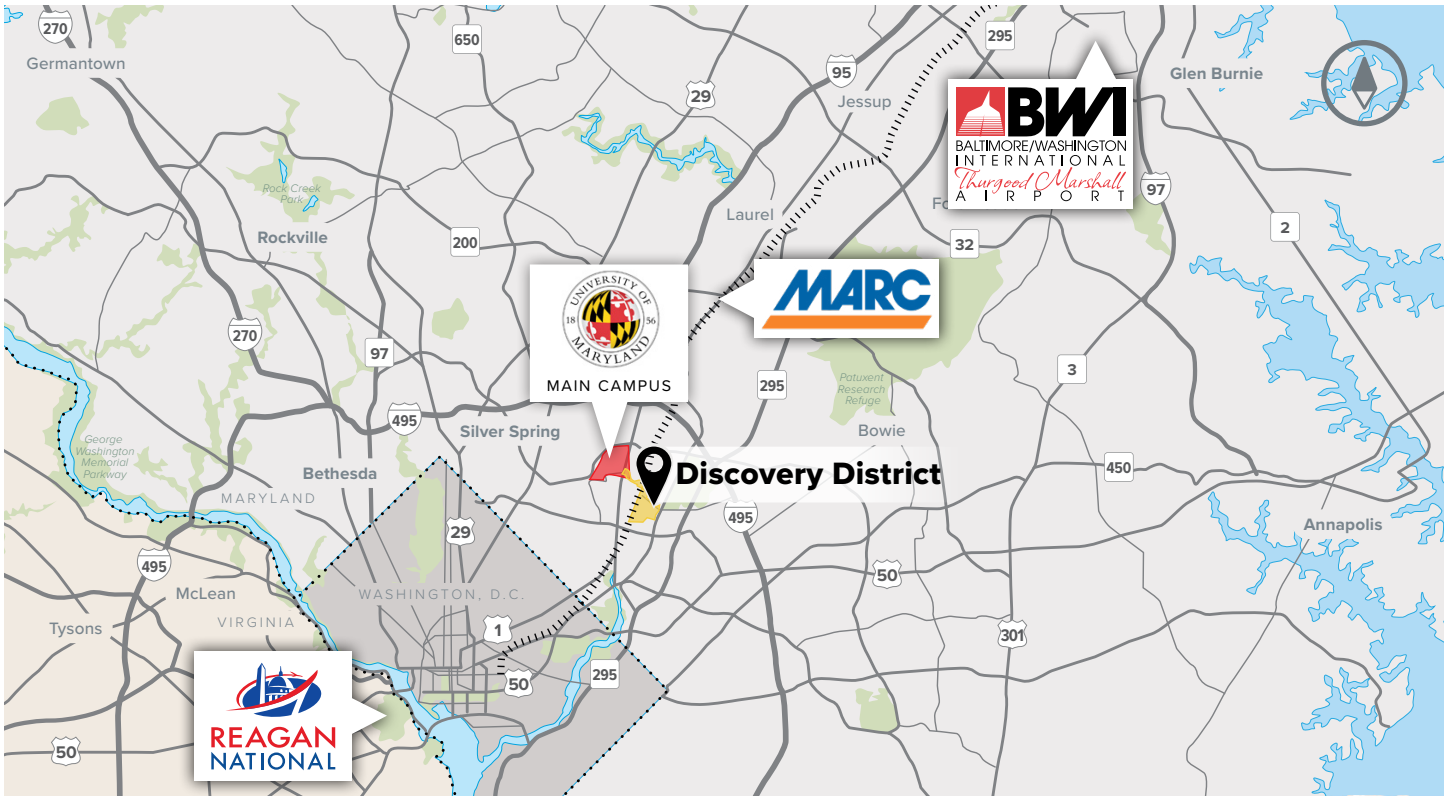 270
650
295
Germantown
95
Glen Burnie
29
Jessup
BWI
BALTIMORE/WASHINGTON
INTERNATIONAL
Thurgood Marshall
AIRPORT
Rock Creek
Park
97
Laurel
Fo
2
Rockville
200
32
UNIVERSITY OF
MARYLAND
18 56
MAIN CAMPUS
MARC
270
97
3
295
Patuxent
Research
Refuge
495
Silver Spring
Bowie
George
Washington
Memorial
Parkway
Bethesda
Discovery District
450
MARYLAND
495
Annapolis
29
495
50
McLean
WASHINGTON, D.C.
VIRGINIA
Tysons
1
301
295
50
REAGAN
NATIONAL
50